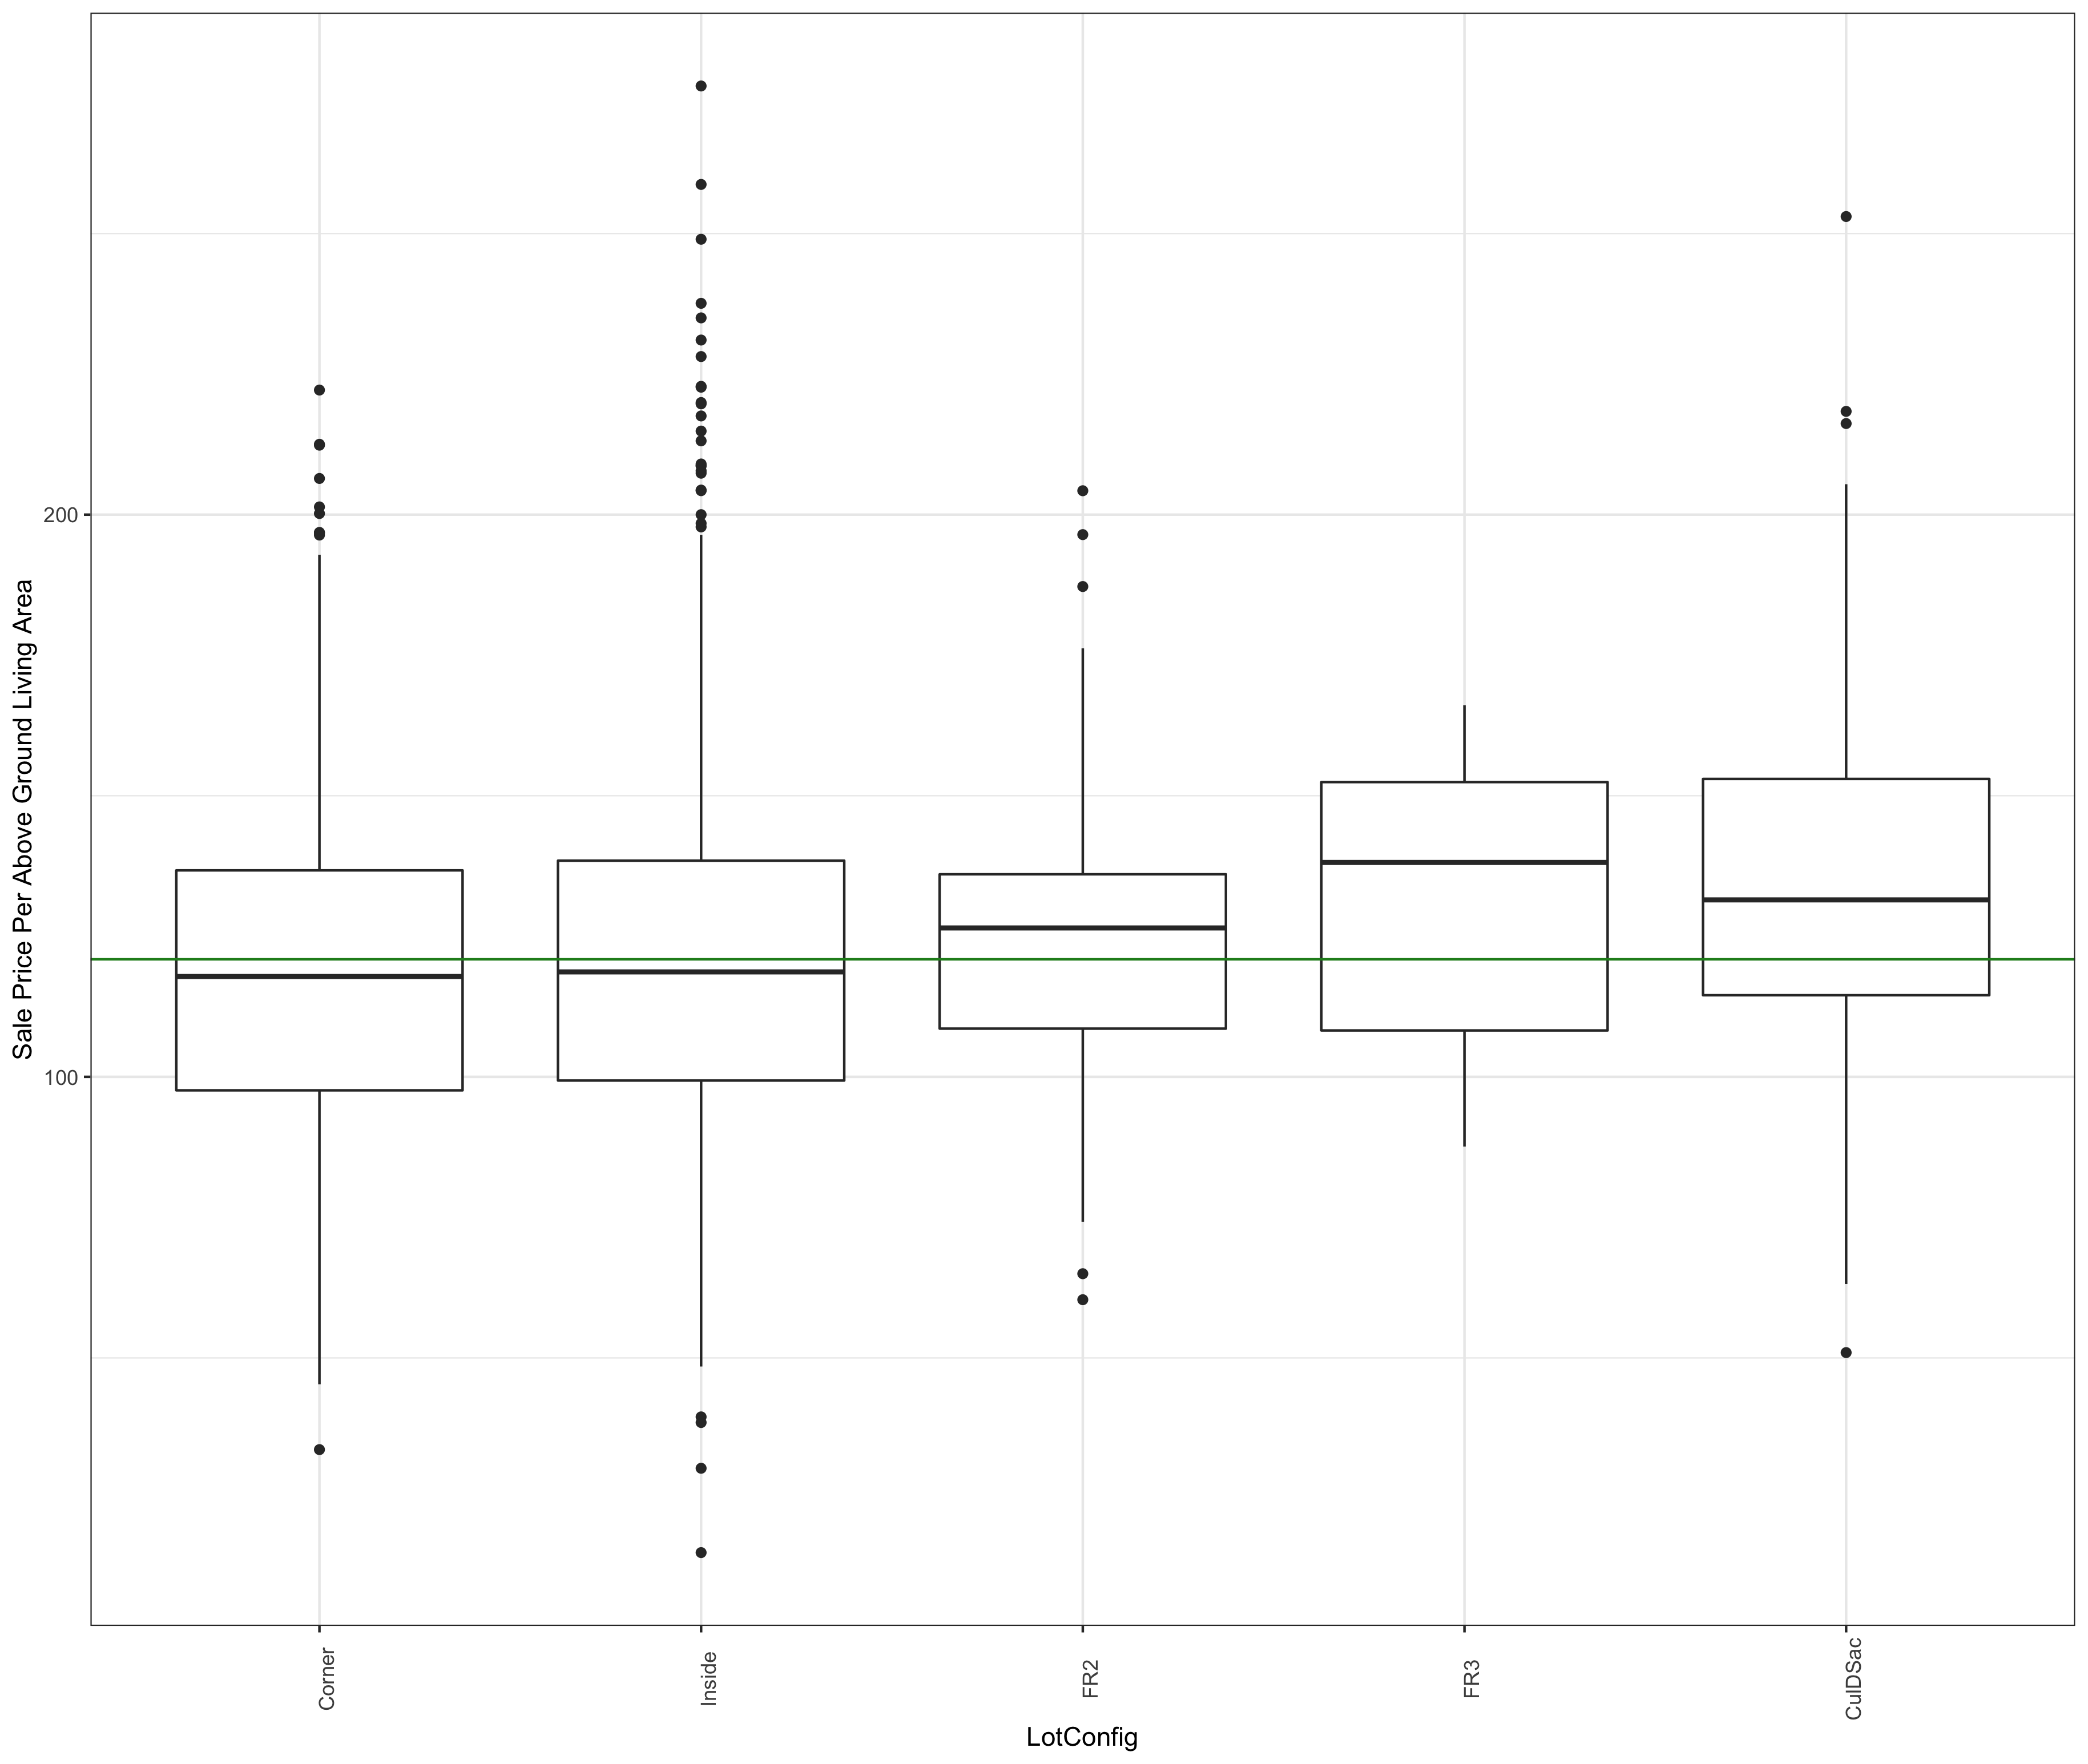 Sale Price Per Above Ground Living Area
200
100
Corner
Inside
FR2
FR3
CulDSac
LotConfig